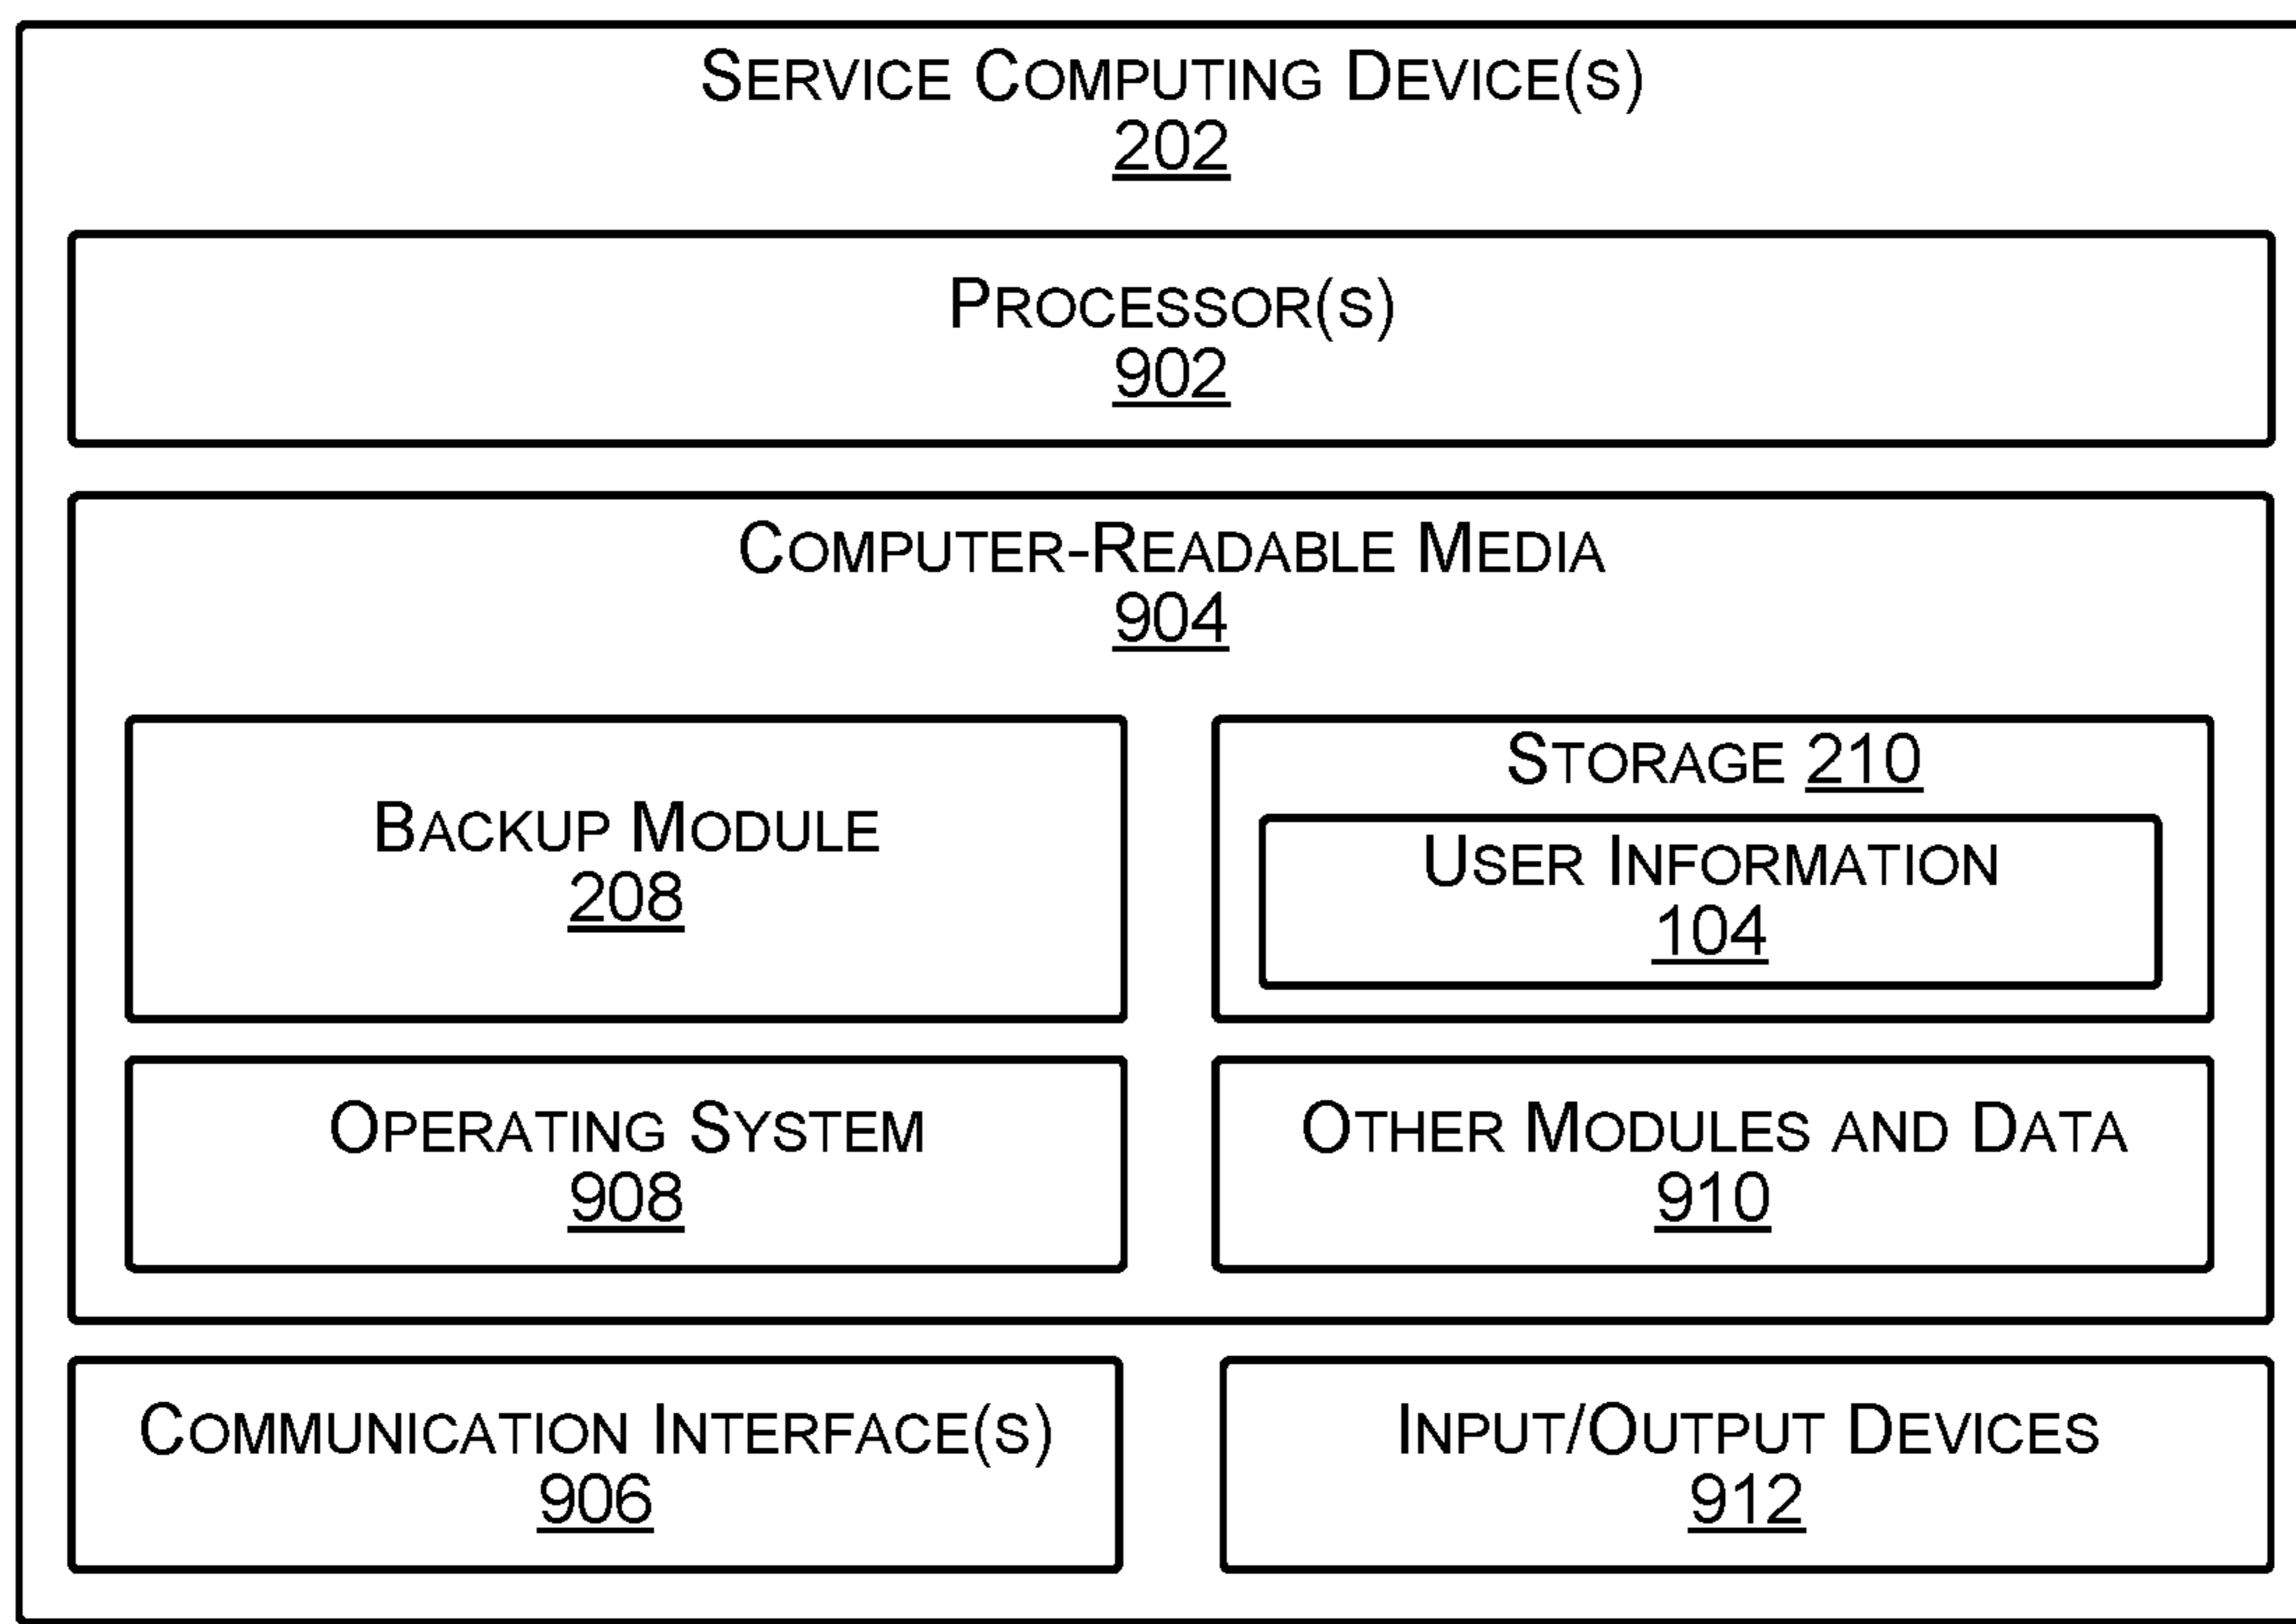 SERVICE COMPUTING DEVICE(S)
202
PROCESSOR(S)
902
COMPUTER-READABLE MEDIA
904
BACKUP MODULE
208
STORAGE 210
USER INFORMATION
104
OPERATING SYSTEM
908
OTHER MODULES AND DATA
910
COMMUNICATION INTERFACE(S)
906
INPUT/OUTPUT DEVICES
912